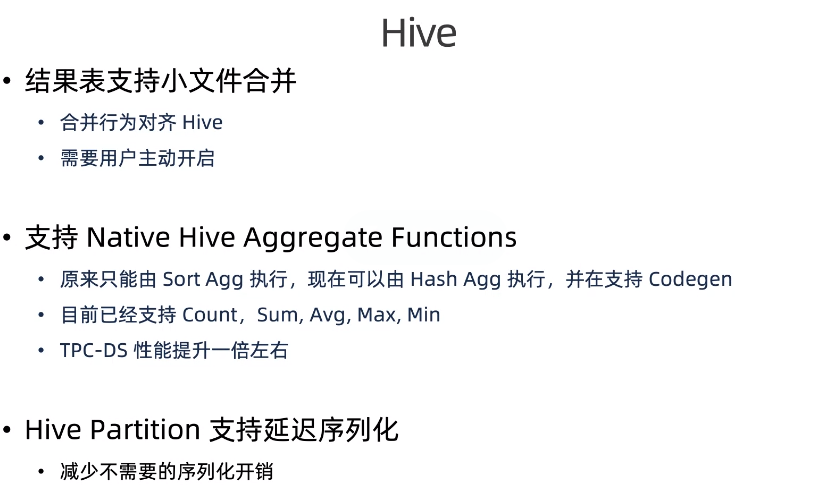 Hive
• 结果表支持小文件合并
• 合并行为对齐 Hive
• 需要用户主动开启
• 支持 Native Hive Aggregate Functions
• 原来只能由 Sort Agg 执行，现在可以由 Hash Agg 执行，并在支持 Codegen
• 目前已经支持 Count，Sum, Avg, Max, Min
• TPC-DS 性能提升一倍左右
• Hive Partition 支持延迟序列化
• 减少不需要的序列化开销